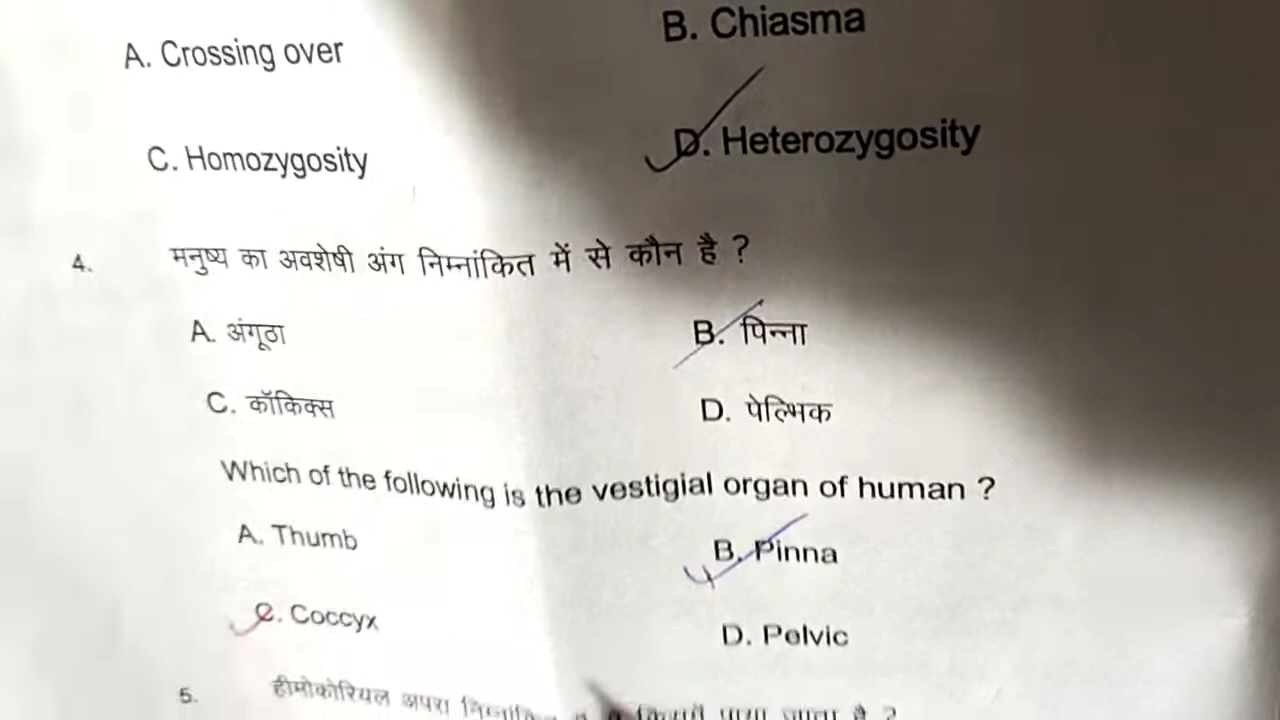 A. Crossing over B. Chiasma
C. Homozygosity D. Heterozygosity
4. मनुष्य का अवशेषी अंग निम्नांकित में से कौन है ?
A. अंगूठा B. पिन्ना
C. कॉकिक्स D. पेल्भिक
Which of the following is the vestigial organ of human ?
A. Thumb B. Pinna
C. Coccyx D. Pelvic
5. हीमोकोरियल अपरा पाया जाता है ?